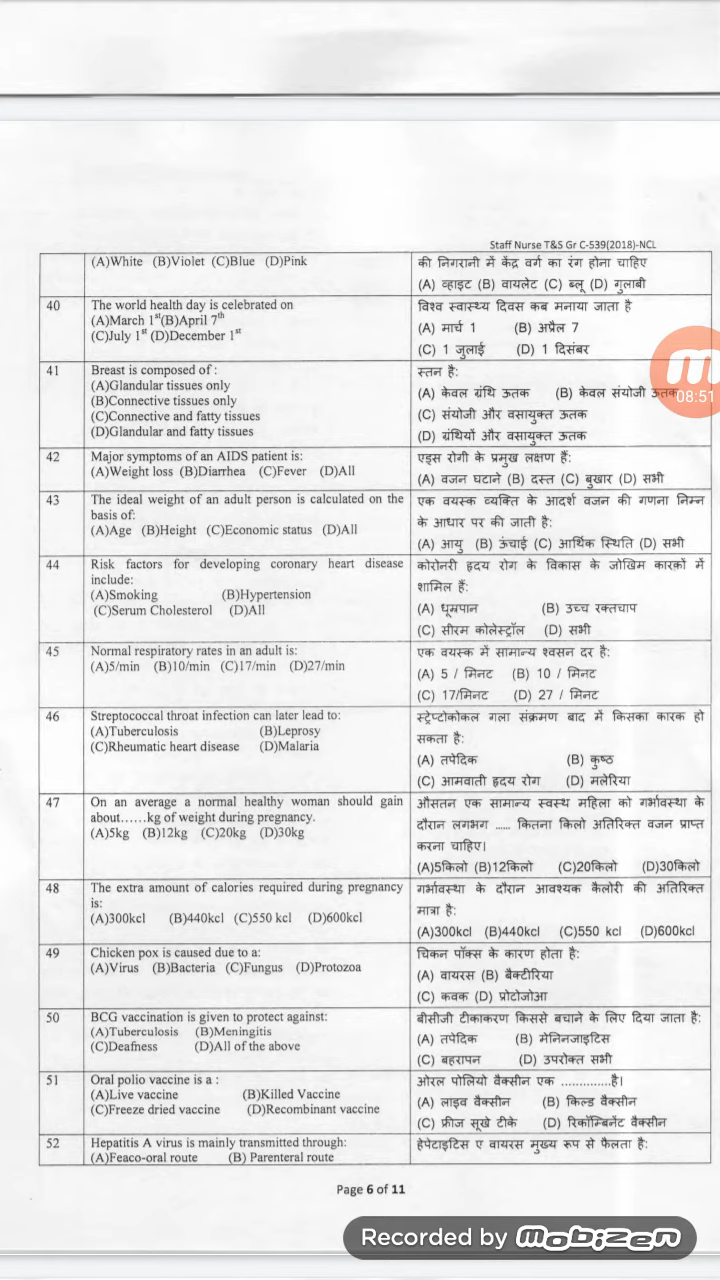 Staff Nurse T&S Gr C-539(2018)-NCL
(A)White (B)Violet (C)Blue (D)Pink
की निगरानी में केंद्र वर्ग का रंग होना चाहिए
(A) व्हाइट (B) वायलेट (C) ब्लू (D) गुलाबी
40
The world health day is celebrated on
(A)March 1st(B)April 7th
(C)July 1st (D)December 1st
विश्व स्वास्थ्य दिवस कब मनाया जाता है
(A) मार्च 1 (B) अप्रैल 7
(C) 1 जुलाई (D) 1 दिसंबर
41
Breast is composed of :
(A)Glandular tissues only
(B)Connective tissues only
(C)Connective and fatty tissues
(D)Glandular and fatty tissues
स्तन है:
(A) केवल ग्रंथि ऊतक (B) केवल संयोजी ऊतक
(C) संयोजी और वसायुक्त ऊतक
(D) ग्रंथियों और वसायुक्त ऊतक
08:51
42
Major symptoms of an AIDS patient is:
(A)Weight loss (B)Diarrhea (C)Fever (D)All
एड्स रोगी के प्रमुख लक्षण हैं:
(A) वजन घटाने (B) दस्त (C) बुखार (D) सभी
43
The ideal weight of an adult person is calculated on the
basis of:
(A)Age (B)Height (C)Economic status (D)All
एक वयस्क व्यक्ति के आदर्श वजन की गणना निम्न
के आधार पर की जाती है:
(A) आयु (B) ऊंचाई (C) आर्थिक स्थिति (D) सभी
44
Risk factors for developing coronary heart disease
include:
(A)Smoking (B)Hypertension
(C)Serum Cholesterol (D)All
कोरोनरी हृदय रोग के विकास के जोखिम कारकों में
शामिल हैं:
(A) धूम्रपान (B) उच्च रक्तचाप
(C) सीरम कोलेस्ट्रॉल (D) सभी
45
Normal respiratory rates in an adult is:
(A)5/min (B)10/min (C)17/min (D)27/min
एक वयस्क में सामान्य श्वसन दर है:
(A) 5 / मिनट (B) 10 / मिनट
(C) 17/मिनट (D) 27 / मिनट
46
Streptococcal throat infection can later lead to:
(A)Tuberculosis (B)Leprosy
(C)Rheumatic heart disease (D)Malaria
स्ट्रेप्टोकोकल गला संक्रमण बाद में किसका कारक हो
सकता है:
(A) तपेदिक (B) कुष्ठ
(C) आमवाती हृदय रोग (D) मलेरिया
47
On an average a normal healthy woman should gain
about......kg of weight during pregnancy.
(A)5kg (B)12kg (C)20kg (D)30kg
औसतन एक सामान्य स्वस्थ महिला को गर्भावस्था के
दौरान लगभग ...... कितना किलो अतिरिक्त वजन प्राप्त
करना चाहिए।
(A)5किलो (B)12किलो (C)20किलो (D)30किलो
48
The extra amount of calories required during pregnancy
is:
(A)300kcl (B)440kcl (C)550 kcl (D)600kcl
गर्भावस्था के दौरान आवश्यक कैलोरी की अतिरिक्त
मात्रा है:
(A)300kcl (B)440kcl (C)550 kcl (D)600kcl
49
Chicken pox is caused due to a:
(A)Virus (B)Bacteria (C)Fungus (D)Protozoa
चिकन पॉक्स के कारण होता है:
(A) वायरस (B) बैक्टीरिया
(C) कवक (D) प्रोटोजोआ
50
BCG vaccination is given to protect against:
(A)Tuberculosis (B)Meningitis
(C)Deafness (D)All of the above
बीसीजी टीकाकरण किससे बचाने के लिए दिया जाता है:
(A) तपेदिक (B) मेनिनजाइटिस
(C) बहरापन (D) उपरोक्त सभी
51
Oral polio vaccine is a :
(A)Live vaccine (B)Killed Vaccine
(C)Freeze dried vaccine (D)Recombinant vaccine
ओरल पोलियो वैक्सीन एक ..............है।
(A) लाइव वैक्सीन (B) किल्ड वैक्सीन
(C) फ्रीज सूखे टीके (D) रिकॉम्बिनेंट वैक्सीन
52
Hepatitis A virus is mainly transmitted through:
(A)Feaco-oral route (B) Parenteral route
हेपेटाइटिस ए वायरस मुख्य रूप से फैलता है:
Page 6 of 11
Recorded by mobizen